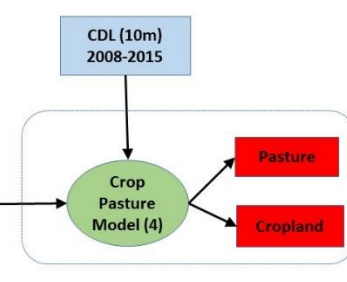 CDL (10m)
2008-2015
Pasture
Crop
Pasture
Model (4)
Cropland